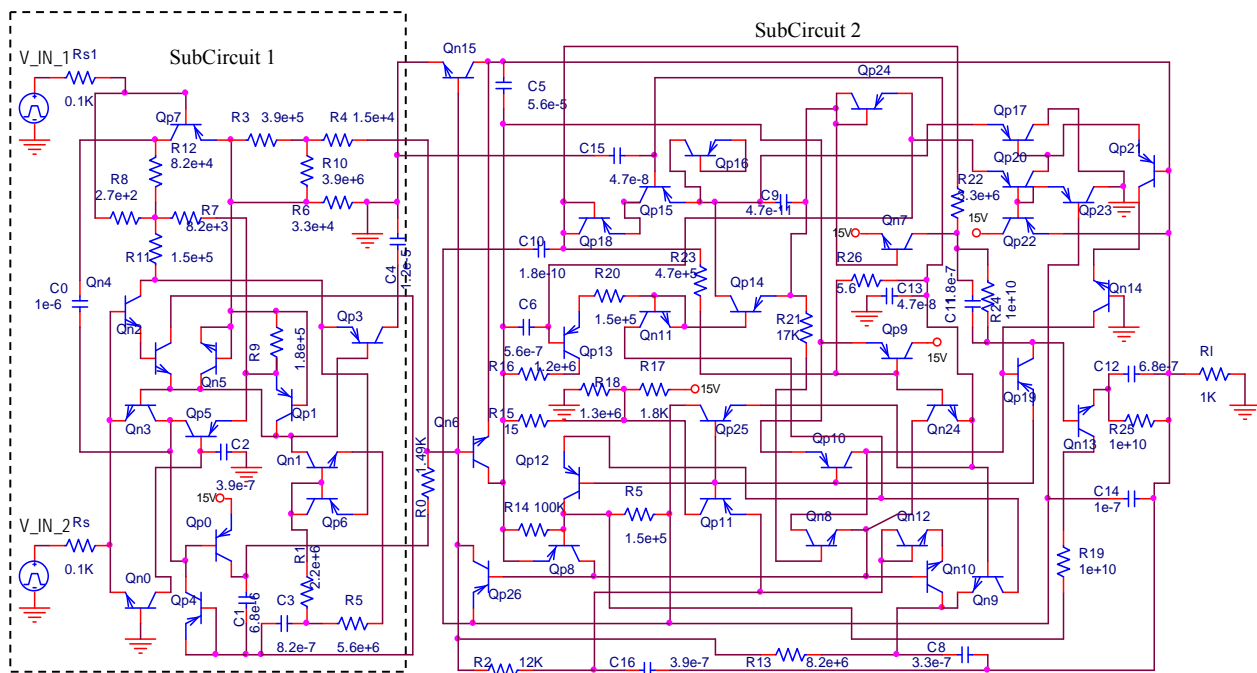 SubCircuit 1
SubCircuit 2
V_IN_1
Rs1
0.1K
Qp7
R3
3.9e+5
R4
1.5e+4
R12
8.2e+4
R10
3.9e+6
R8
2.7e+2
R7
8.2e+3
R6
3.3e+4
R11
1.5e+5
C4
1.2e-5
C0
1e-6
Qn4
Qn2
Qn5
R9
1.8e+5
Qp3
Qp1
Qn3
Qp5
C2
3.9e-7
Qn1
Qp6
15V
Qp0
V_IN_2
Rs
0.1K
Qn0
Qp4
C1
6.8e-6
R1
2.2e+6
C3
8.2e-7
R5
5.6e+6
R0
1.49K
Qn15
C5
5.6e-5
Qp24
C15
4.7e-8
Qp16
Qp15
C9
4.7e-11
Qp18
C10
1.8e-10
Qp17
Qp20
Qp21
R22
3.3e+6
Qp23
Qp22
15V
Qn7
15V
R23
4.7e+5
R26
5.6
C13
4.7e-8
C11
1.8e-7
R24
1e+10
Qn14
R20
1.5e+5
C6
5.6e-7
Qn11
Qp14
R21
17K
Qp13
Qp9
15V
R16
1.2e+6
R18
1.3e+6
R17
1.8K
15V
Qp19
C12
6.8e-7
Rl
1K
R25
1e+10
Qn13
Qn6
R15
15
Qp25
Qn24
Qp10
Qp12
R14
100K
R5
1.5e+5
Qp11
Qn8
Qn12
C14
1e-7
Qp8
Qp26
Qn10
Qn9
R19
1e+10
R2
12K
C16
3.9e-7
R13
8.2e+6
C8
3.3e-7